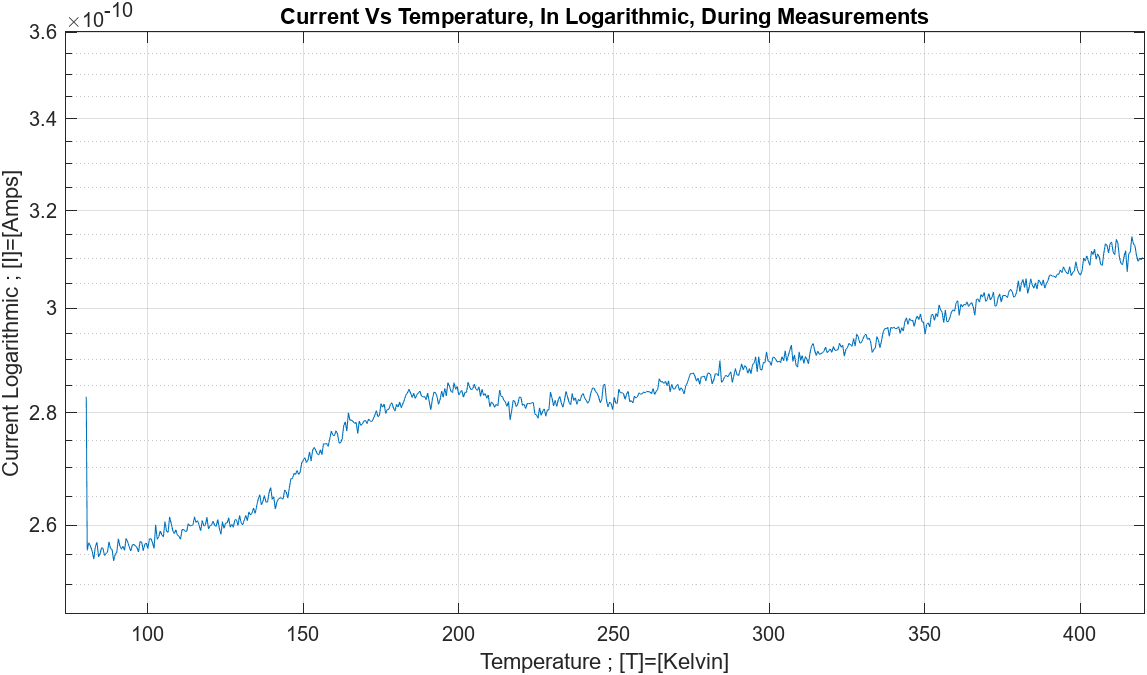 Current Vs Temperature, In Logarithmic, During Measurements
×10-10
3.6
3.4
3.2
3
2.8
2.6
Current Logarithmic ; [I]=[Amps]
100 150 200 250 300 350 400
Temperature ; [T]=[Kelvin]